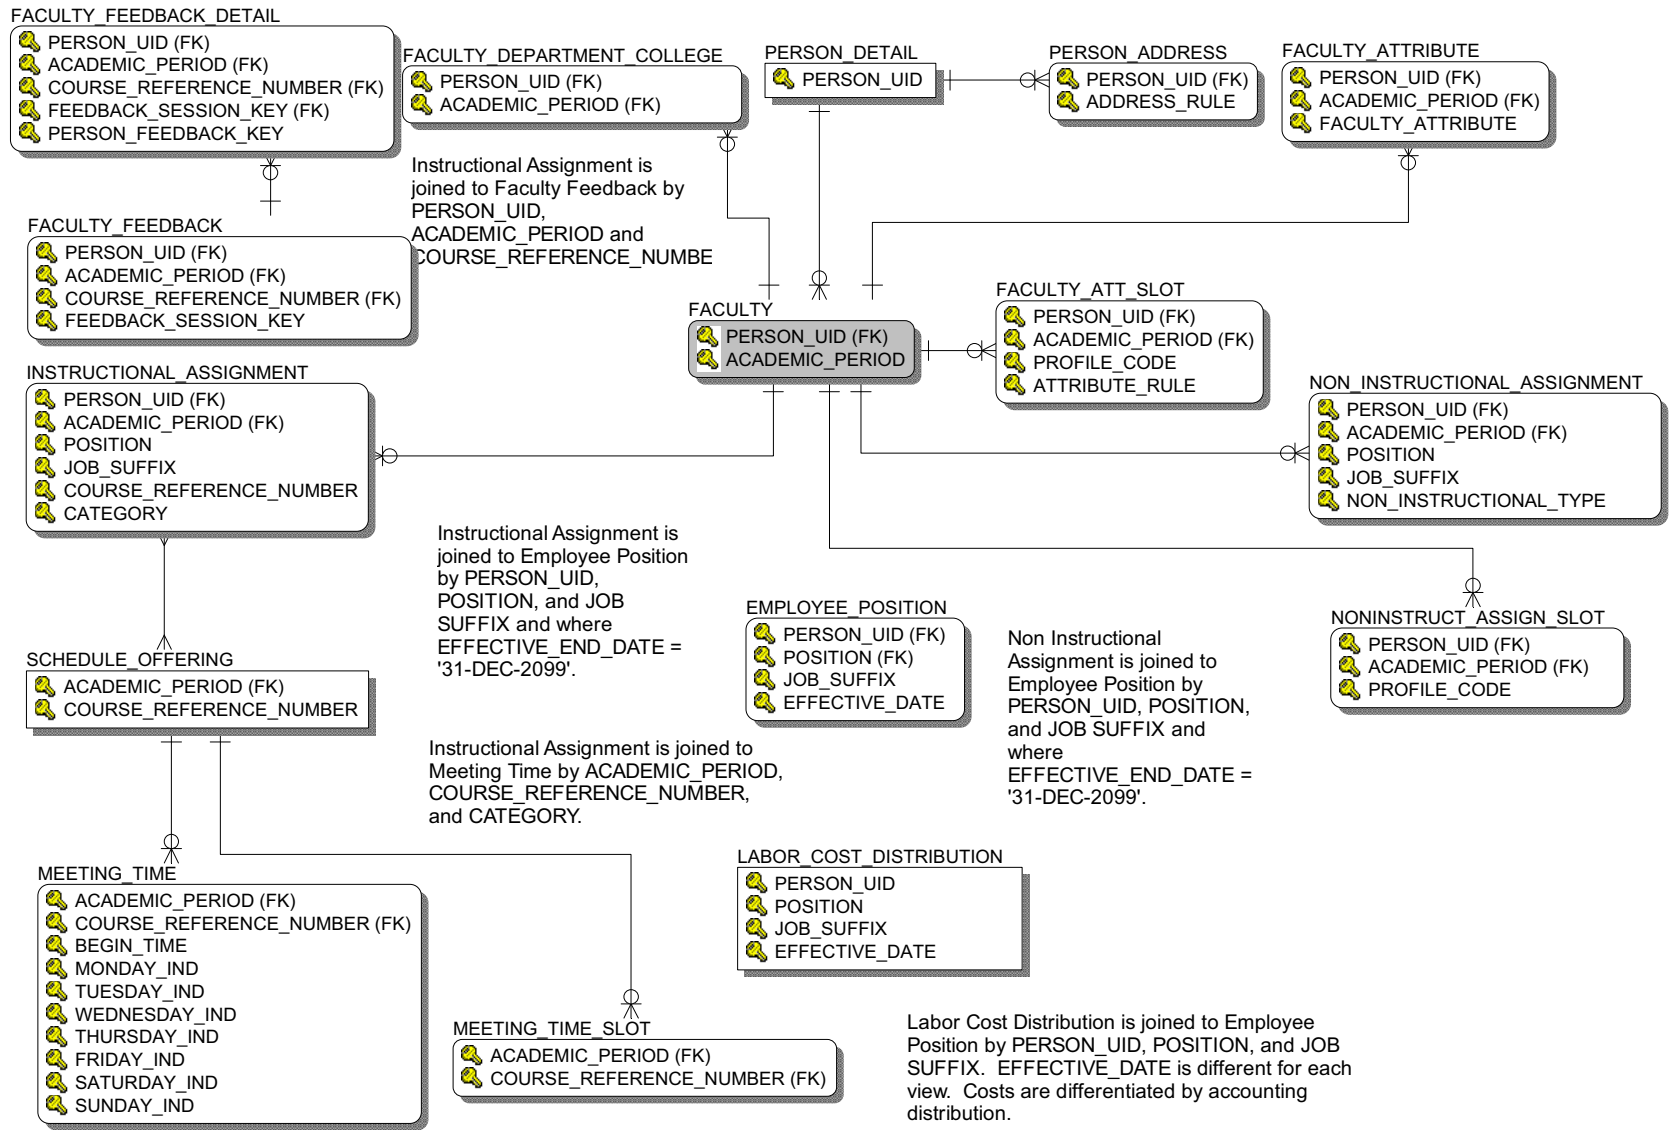 FACULTY_FEEDBACK_DETAIL
PERSON_UID (FK)
ACADEMIC_PERIOD (FK)
COURSE_REFERENCE_NUMBER (FK)
FEEDBACK_SESSION_KEY (FK)
PERSON_FEEDBACK_KEY
FACULTY_DEPARTMENT_COLLEGE
PERSON_UID (FK)
ACADEMIC_PERIOD (FK)
PERSON_DETAIL
PERSON_UID
PERSON_ADDRESS
PERSON_UID (FK)
ADDRESS_RULE
FACULTY_ATTRIBUTE
PERSON_UID (FK)
ACADEMIC_PERIOD (FK)
FACULTY_ATTRIBUTE
Instructional Assignment is
joined to Faculty Feedback by
PERSON_UID,
ACADEMIC_PERIOD and
COURSE_REFERENCE_NUMBE
FACULTY_FEEDBACK
PERSON_UID (FK)
ACADEMIC_PERIOD (FK)
COURSE_REFERENCE_NUMBER (FK)
FEEDBACK_SESSION_KEY
FACULTY
PERSON_UID (FK)
ACADEMIC_PERIOD
FACULTY_ATT_SLOT
PERSON_UID (FK)
ACADEMIC_PERIOD (FK)
PROFILE_CODE
ATTRIBUTE_RULE
INSTRUCTIONAL_ASSIGNMENT
PERSON_UID (FK)
ACADEMIC_PERIOD (FK)
POSITION
JOB_SUFFIX
COURSE_REFERENCE_NUMBER
CATEGORY
NON_INSTRUCTIONAL_ASSIGNMENT
PERSON_UID (FK)
ACADEMIC_PERIOD (FK)
POSITION
JOB_SUFFIX
NON_INSTRUCTIONAL_TYPE
Instructional Assignment is
joined to Employee Position
by PERSON_UID,
POSITION, and JOB
SUFFIX and where
EFFECTIVE_END_DATE =
'31-DEC-2099'.
EMPLOYEE_POSITION
PERSON_UID (FK)
POSITION (FK)
JOB_SUFFIX
EFFECTIVE_DATE
Non Instructional
Assignment is joined to
Employee Position by
PERSON_UID, POSITION,
and JOB SUFFIX and
where
EFFECTIVE_END_DATE =
'31-DEC-2099'.
NONINSTRUCT_ASSIGN_SLOT
PERSON_UID (FK)
ACADEMIC_PERIOD (FK)
PROFILE_CODE
SCHEDULE_OFFERING
ACADEMIC_PERIOD (FK)
COURSE_REFERENCE_NUMBER
Instructional Assignment is joined to
Meeting Time by ACADEMIC_PERIOD,
COURSE_REFERENCE_NUMBER,
and CATEGORY.
MEETING_TIME
ACADEMIC_PERIOD (FK)
COURSE_REFERENCE_NUMBER (FK)
BEGIN_TIME
MONDAY_IND
TUESDAY_IND
WEDNESDAY_IND
THURSDAY_IND
FRIDAY_IND
SATURDAY_IND
SUNDAY_IND
LABOR_COST_DISTRIBUTION
PERSON_UID
POSITION
JOB_SUFFIX
EFFECTIVE_DATE
MEETING_TIME_SLOT
ACADEMIC_PERIOD (FK)
COURSE_REFERENCE_NUMBER (FK)
Labor Cost Distribution is joined to Employee
Position by PERSON_UID, POSITION, and JOB
SUFFIX.  EFFECTIVE_DATE is different for each
view.  Costs are differentiated by accounting
distribution.